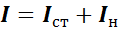 I = Iст + Iн